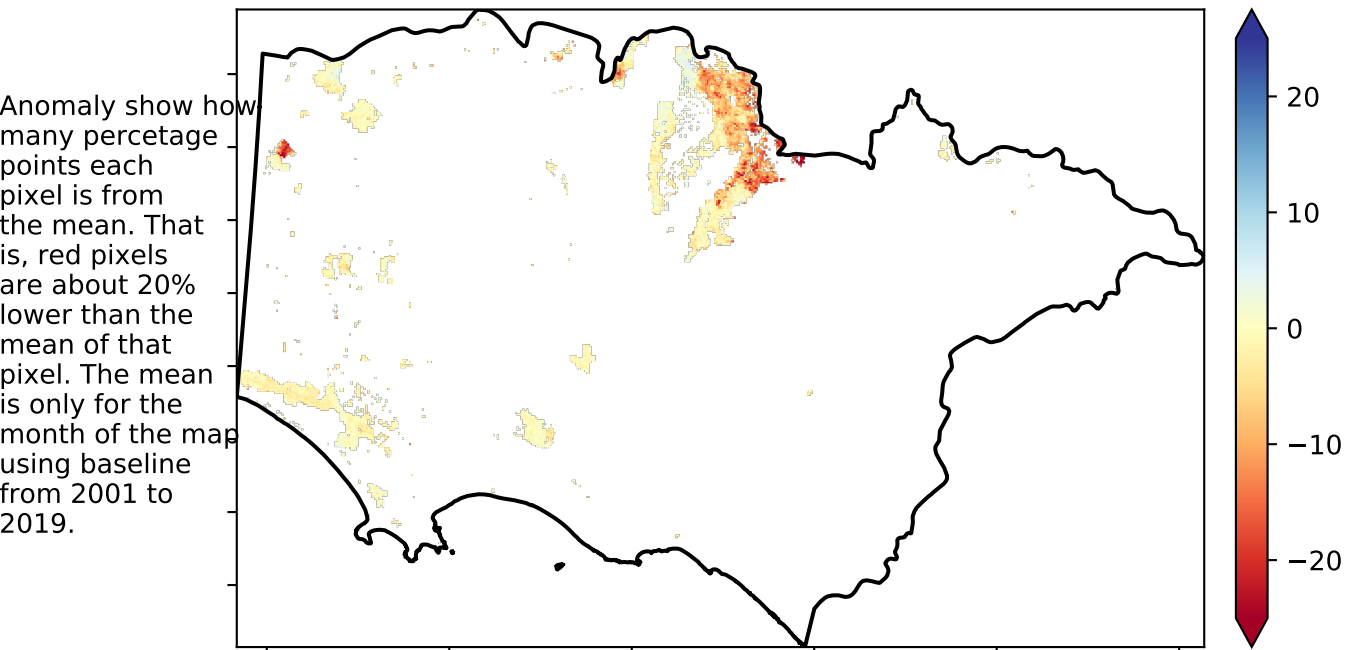 Anomaly show how
many percetage
points each
pixel is from
the mean. That
is, red pixels
are about 20%
lower than the
mean of that
pixel. The mean
is only for the
month of the map
using baseline
from 2001 to
2019.
20
10
0
−10
−20